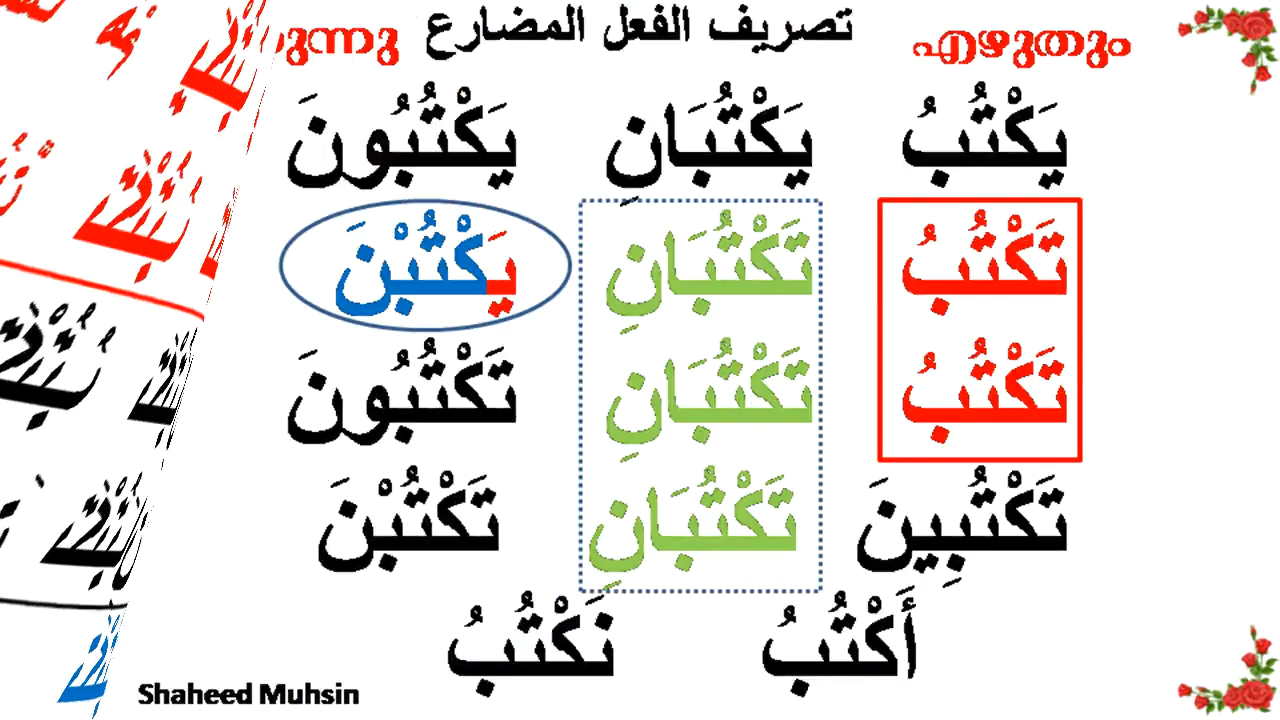 تصريف الفعل المضارع
എഴുതും
يَكْتُبُ يَكْتُبَانِ يَكْتُبُونَ
تَكْتُبُ تَكْتُبَانِ يَكْتُبْنَ
تَكْتُبُ تَكْتُبَانِ تَكْتُبُونَ
تَكْتُبِينَ تَكْتُبَانِ تَكْتُبْنَ
أَكْتُبُ نَكْتُبُ
Shaheed Muhsin